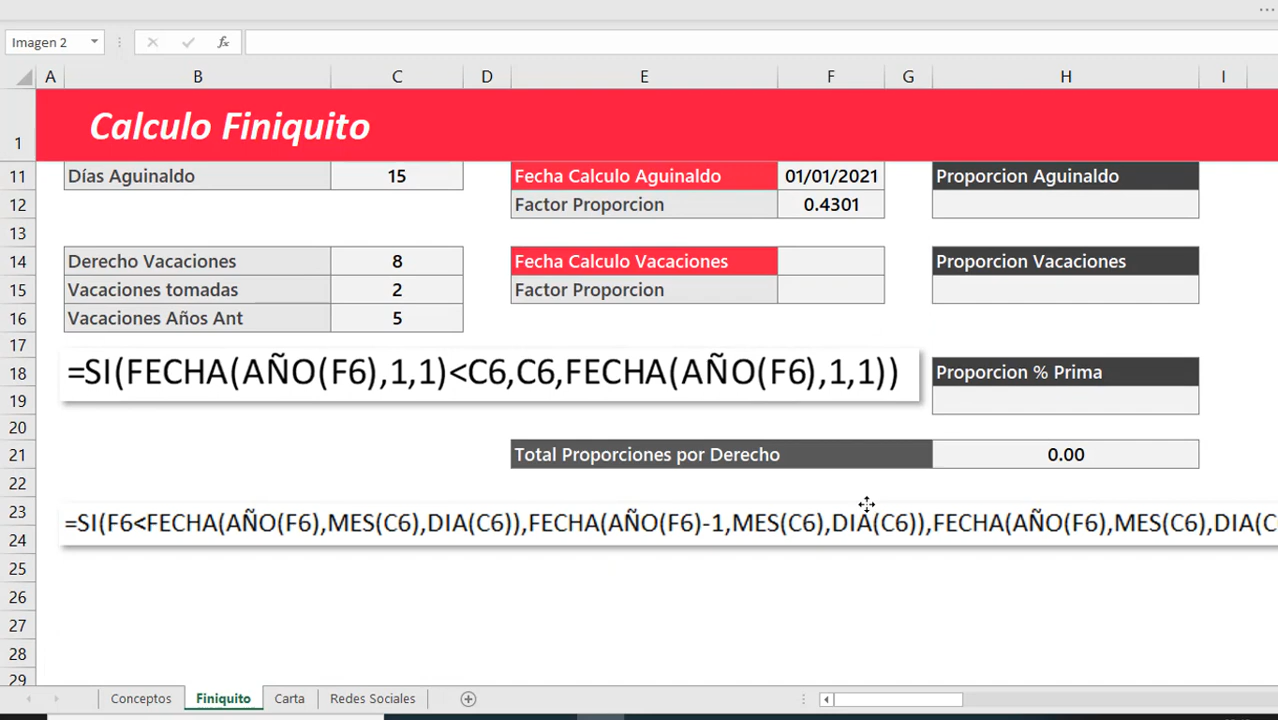 Imagen 2 fx
A B C D E F G H I
1 Calculo Finiquito
11 Días Aguinaldo 15 Fecha Calculo Aguinaldo 01/01/2021 Proporcion Aguinaldo
12 Factor Proporcion 0.4301
13
14 Derecho Vacaciones 8 Fecha Calculo Vacaciones Proporcion Vacaciones
15 Vacaciones tomadas 2 Factor Proporcion
16 Vacaciones Años Ant 5
17
18 =SI(FECHA(AÑO(F6),1,1)<C6,C6,FECHA(AÑO(F6),1,1)) Proporcion % Prima
19
20
21 Total Proporciones por Derecho 0.00
22
23 =SI(F6<FECHA(AÑO(F6),MES(C6),DIA(C6)),FECHA(AÑO(F6)-1,MES(C6),DIA(C6)),FECHA(AÑO(F6),MES(C6),DIA(C
24
25
26
27
28
29
Conceptos Finiquito Carta Redes Sociales